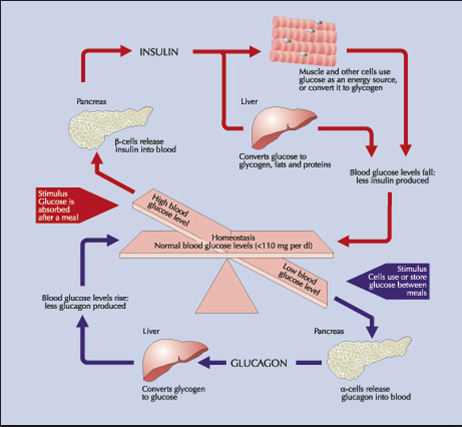 INSULIN
Muscle and other cells use
glucose as an energy source,
or convert it to glycogen
Pancreas
β-cells release
insulin into blood
Liver
Converts glucose to
glycogen, fats and proteins
Blood glucose levels fall:
less insulin produced
Stimulus
Glucose is
absorbed
after a meal
High blood
glucose level
Homeostasis
Normal blood glucose levels (<110 mg per dl)
Low blood
glucose level
Stimulus
Cells use or store
glucose between
meals
Blood glucose levels rise:
less glucagon produced
Liver
Converts glycogen
to glucose
GLUCAGON
Pancreas
α-cells release
glucagon into blood